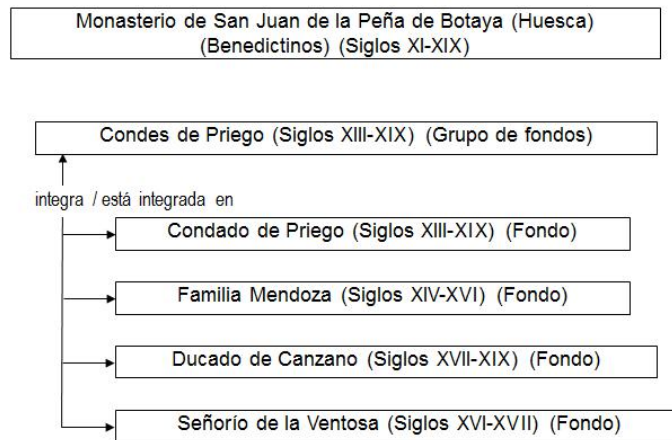 Monasterio de San Juan de la Peña de Botaya (Huesca)
(Benedictinos) (Siglos XI-XIX)
Condes de Priego (Siglos XIII-XIX) (Grupo de fondos)
integra / está integrada en
Condado de Priego (Siglos XIII-XIX) (Fondo)
Familia Mendoza (Siglos XIV-XVI) (Fondo)
Ducado de Canzano (Siglos XVII-XIX) (Fondo)
Señorío de la Ventosa (Siglos XVI-XVII) (Fondo)